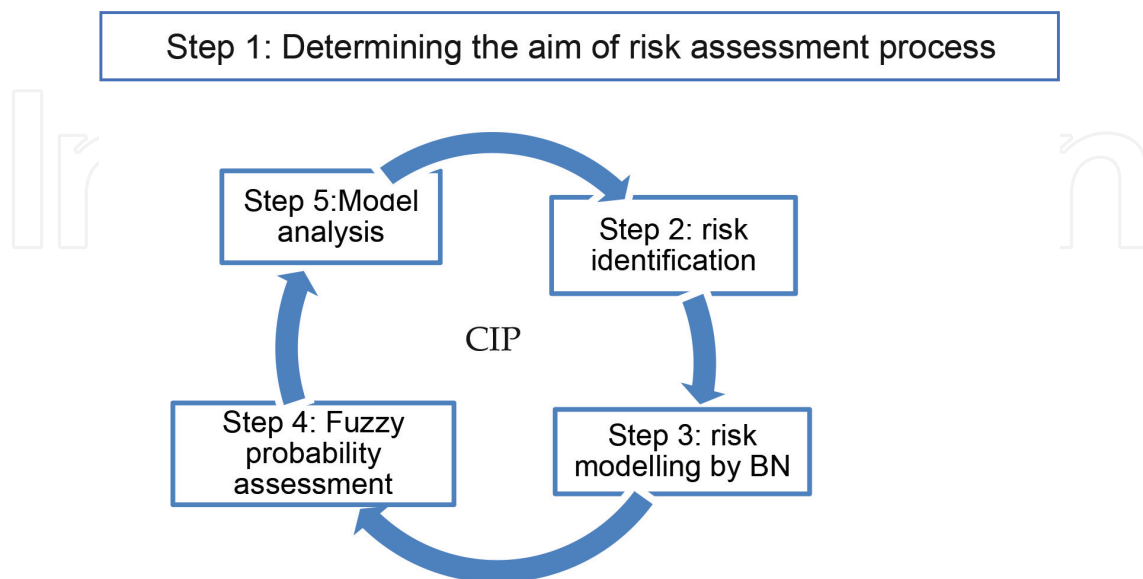 Step 1: Determining the aim of risk assessment process
Step 5:Model
analysis
Step 2: risk
identification
CIP
Step 4: Fuzzy
probability
assessment
Step 3: risk
modelling by BN